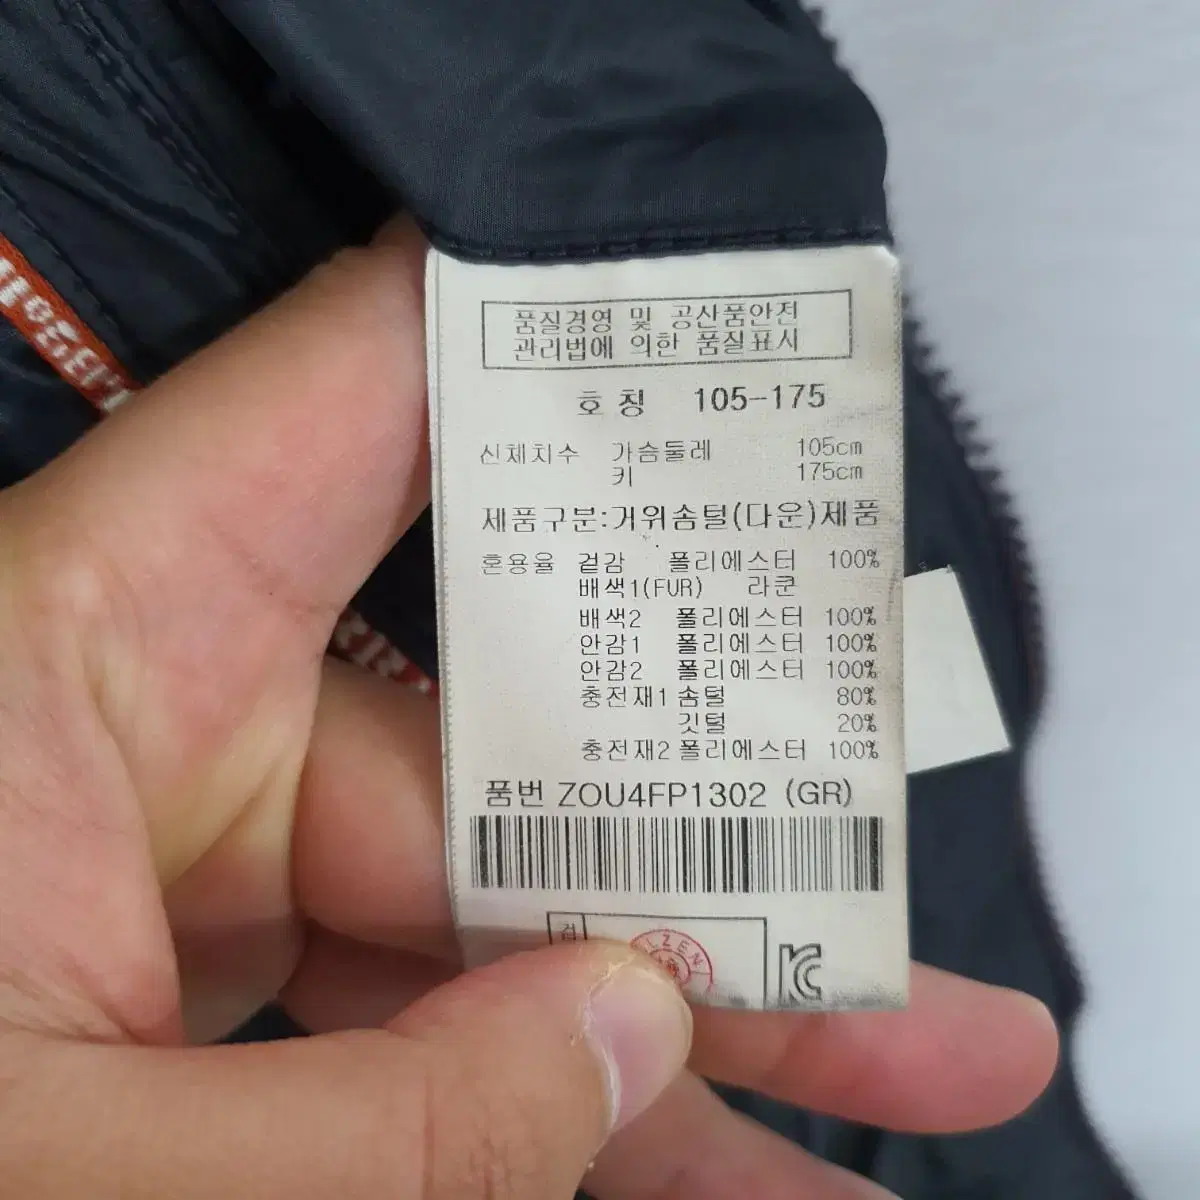 품질경영 및 공산품안전
관리법에 의한 품질표시
호 칭 105-175
신체치수 가슴둘레 105cm
키 175cm
제품구분:거위솜털(다운)제품
혼용율 겉감 폴리에스터 100%
배색1(FUR) 라쿤
배색2 폴리에스터 100%
안감1 폴리에스터 100%
안감2 폴리에스터 100%
충전재1 솜털 80%
깃털 20%
충전재2 폴리에스터 100%
품번 ZOU4FP1302 (GR)
검